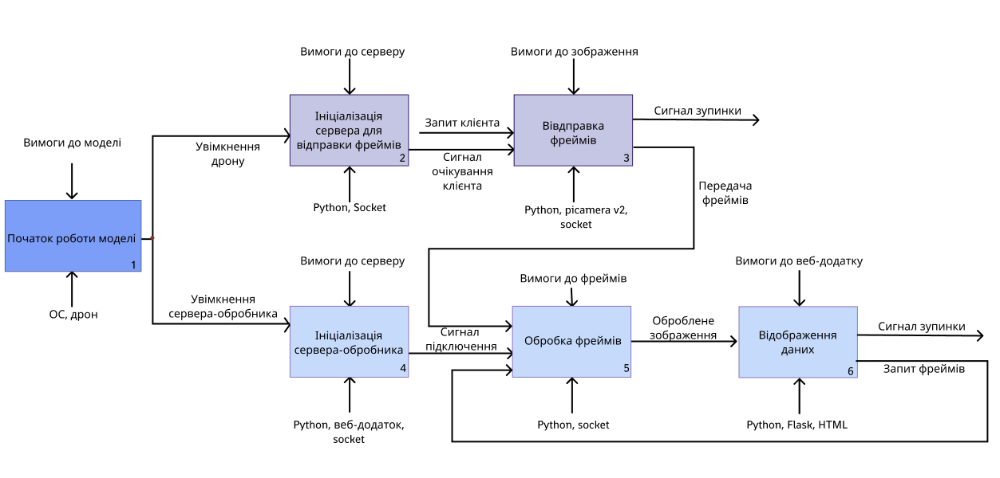 Вимоги до серверу
Вимоги до зображення
Ініціалізація
сервера для
відправки фреймів
2
Запит клієнта
Сигнал
очікування
клієнта
Вівдправка
фреймів
3
Сигнал зупинки
Вимоги до моделі
Увімкнення
дрону
Python, Socket
Python, picamera v2,
socket
Передача
фреймів
Початок роботи моделі
1
ОС, дрон
Вимоги до серверу
Вимоги до фреймів
Вимоги до веб-додатку
Увімкнення
сервера-обробника
Ініціалізація
сервера-обробника
4
Сигнал
підключення
Обробка фреймів
5
Оброблене
зображення
Відображення
даних
6
Сигнал зупинки
Запит фреймів
Python, веб-додаток,
socket
Python, socket
Python, Flask, HTML